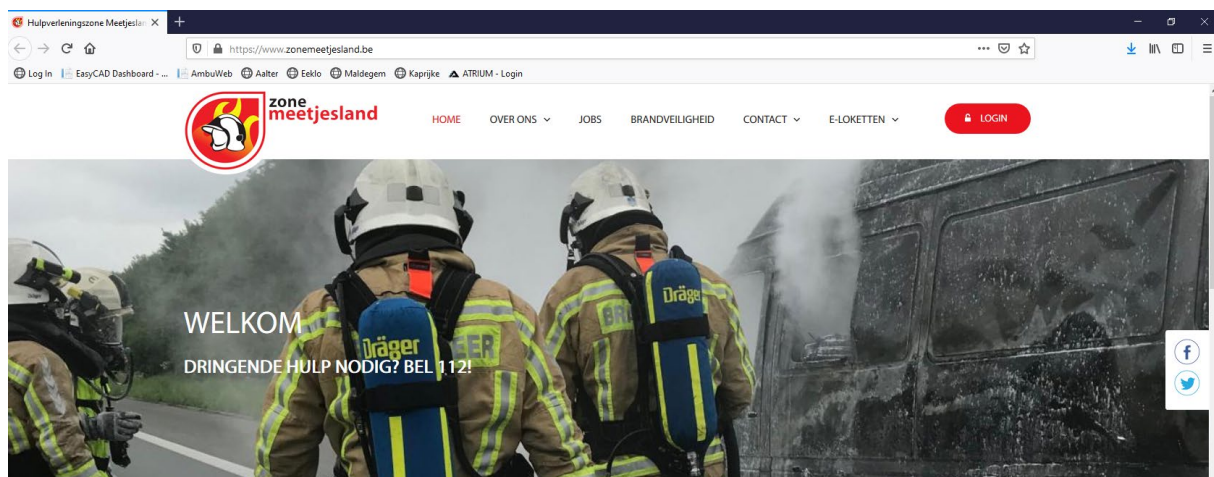 Hulpverleningszone Meetjeslan
https://www.zonemeetjesland.be
Log In EasyCAD Dashboard - ... AmbuWeb Aalter Eeklo Maldegem Kaprijke ATRIUM - Login
zone
meetjesland
HOME OVER ONS JOBS BRANDVEILIGHEID CONTACT E-LOKETTEN LOGIN
WELKOM
DRINGENDE HULP NODIG? BEL 112!
Dräger
Dräger